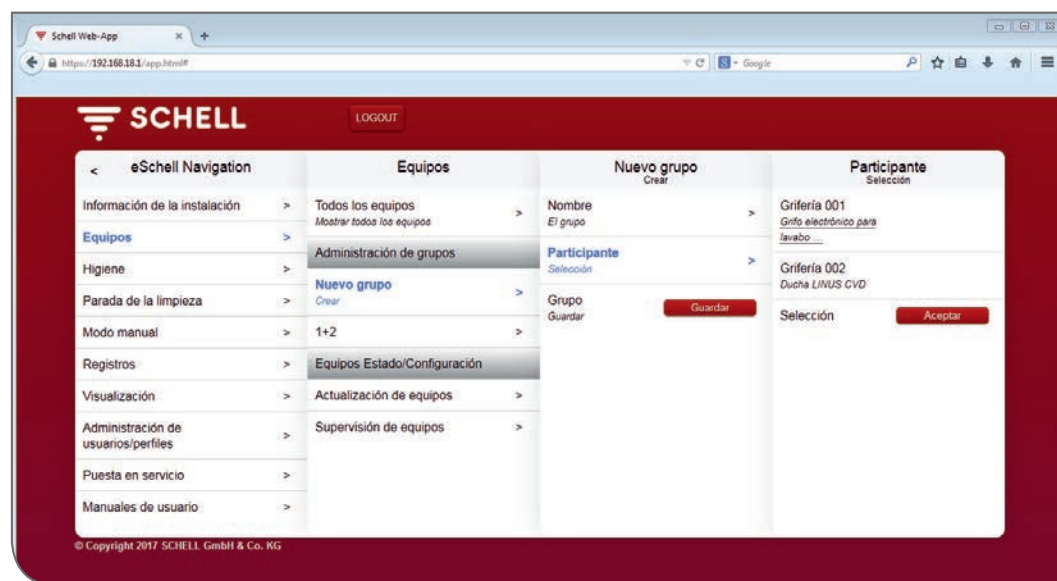 Schell Web-App
https://192.168.18.1/app.html#
Google
SCHELL
LOGOUT
< eSchell Navigation
Información de la instalación >
Equipos >
Higiene >
Parada de la limpieza >
Modo manual >
Registros >
Visualización >
Administración de
usuarios/perfiles >
Puesta en servicio >
Manuales de usuario >
Equipos
Todos los equipos >
Mostrar todos los equipos
Administración de grupos
Nuevo grupo >
Crear
1+2 >
Equipos Estado/Configuración
Actualización de equipos >
Supervisión de equipos >
Nuevo grupo
Crear
Nombre >
El grupo
Participante >
Selección
Grupo
Guardar
Guardar
Participante
Selección
Grifería 001
Grifo electrónico para
lavabo ...
Grifería 002
Ducha LINUS CVD
Selección
Aceptar
© Copyright 2017 SCHELL GmbH & Co. KG